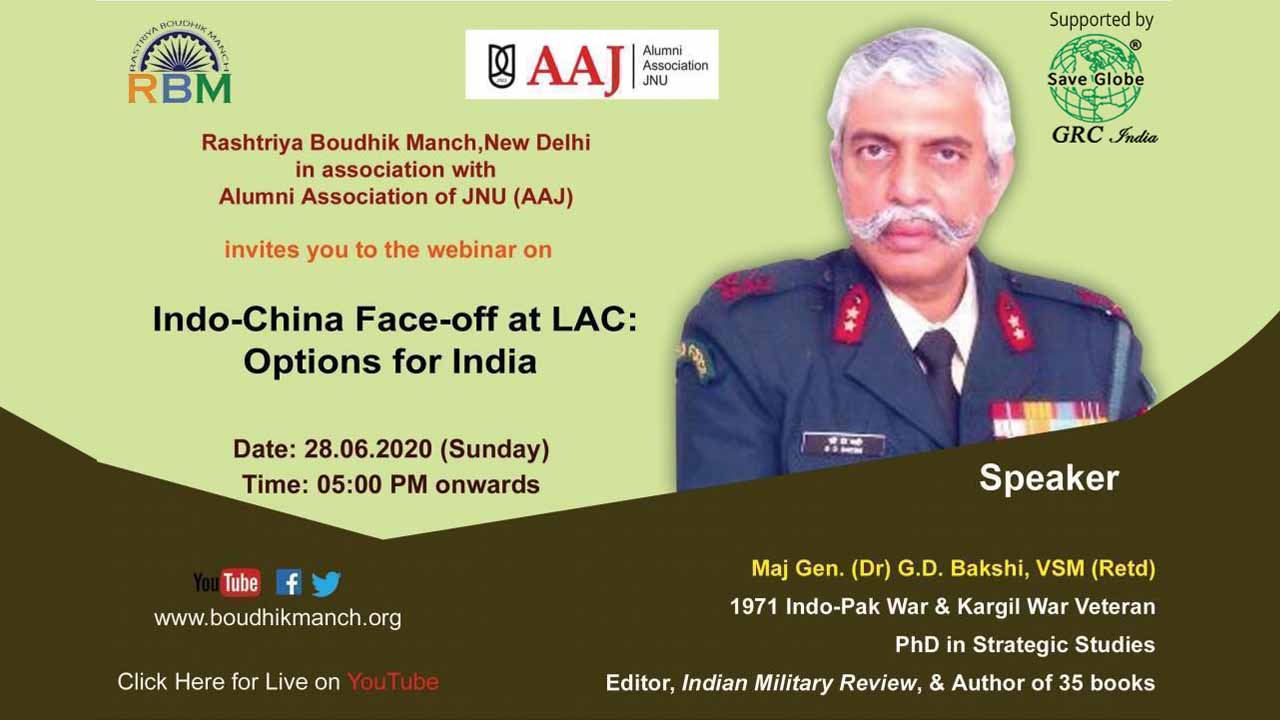 RASTRIYA BOUDHIK MANCH
RBM
JNU
AAJ
Alumni
Association
JNU
Supported by
®
Save Globe
GRC India
Rashtriya Boudhik Manch,New Delhi
in association with
Alumni Association of JNU (AAJ)
invites you to the webinar on
Indo-China Face-off at LAC:
Options for India
Date: 28.06.2020 (Sunday)
Time: 05:00 PM onwards
Speaker
Maj Gen. (Dr) G.D. Bakshi, VSM (Retd)
1971 Indo-Pak War & Kargil War Veteran
PhD in Strategic Studies
Editor, Indian Military Review, & Author of 35 books
YouTube
www.boudhikmanch.org
Click Here for Live on YouTube